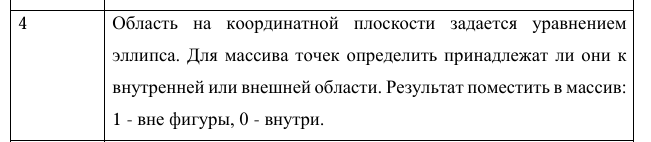 4
Область на координатной плоскости задается уравнением
эллипса. Для массива точек определить принадлежат ли они к
внутренней или внешней области. Результат поместить в массив:
1 - вне фигуры, 0 - внутри.